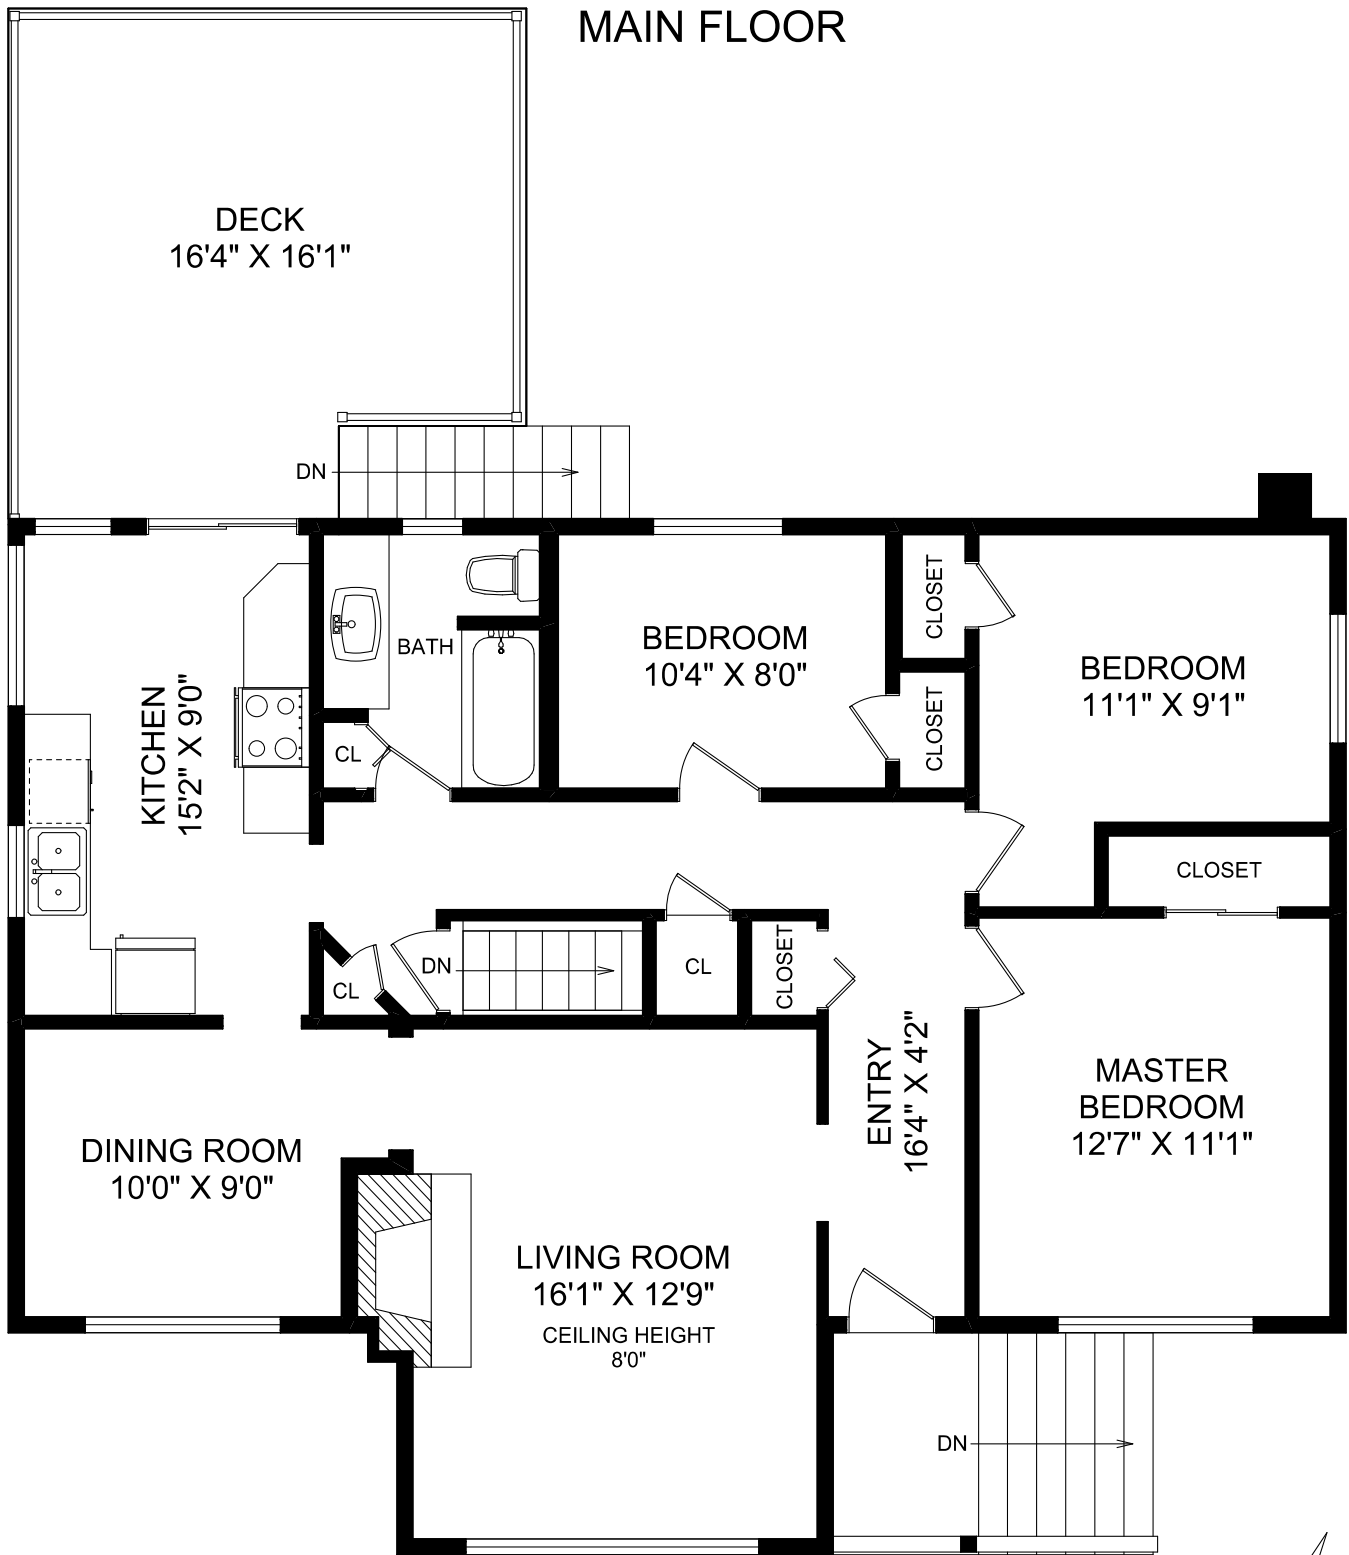 MAIN FLOOR
DECK
16'4" X 16'1"
DN
KITCHEN
15'2" X 9'0"
BATH
CL
BEDROOM
10'4" X 8'0"
CLOSET
CLOSET
BEDROOM
11'1" X 9'1"
CLOSET
CL
DN
CL
CLOSET
ENTRY
16'4" X 4'2"
MASTER
BEDROOM
12'7" X 11'1"
DINING ROOM
10'0" X 9'0"
LIVING ROOM
16'1" X 12'9"
CEILING HEIGHT
8'0"
DN